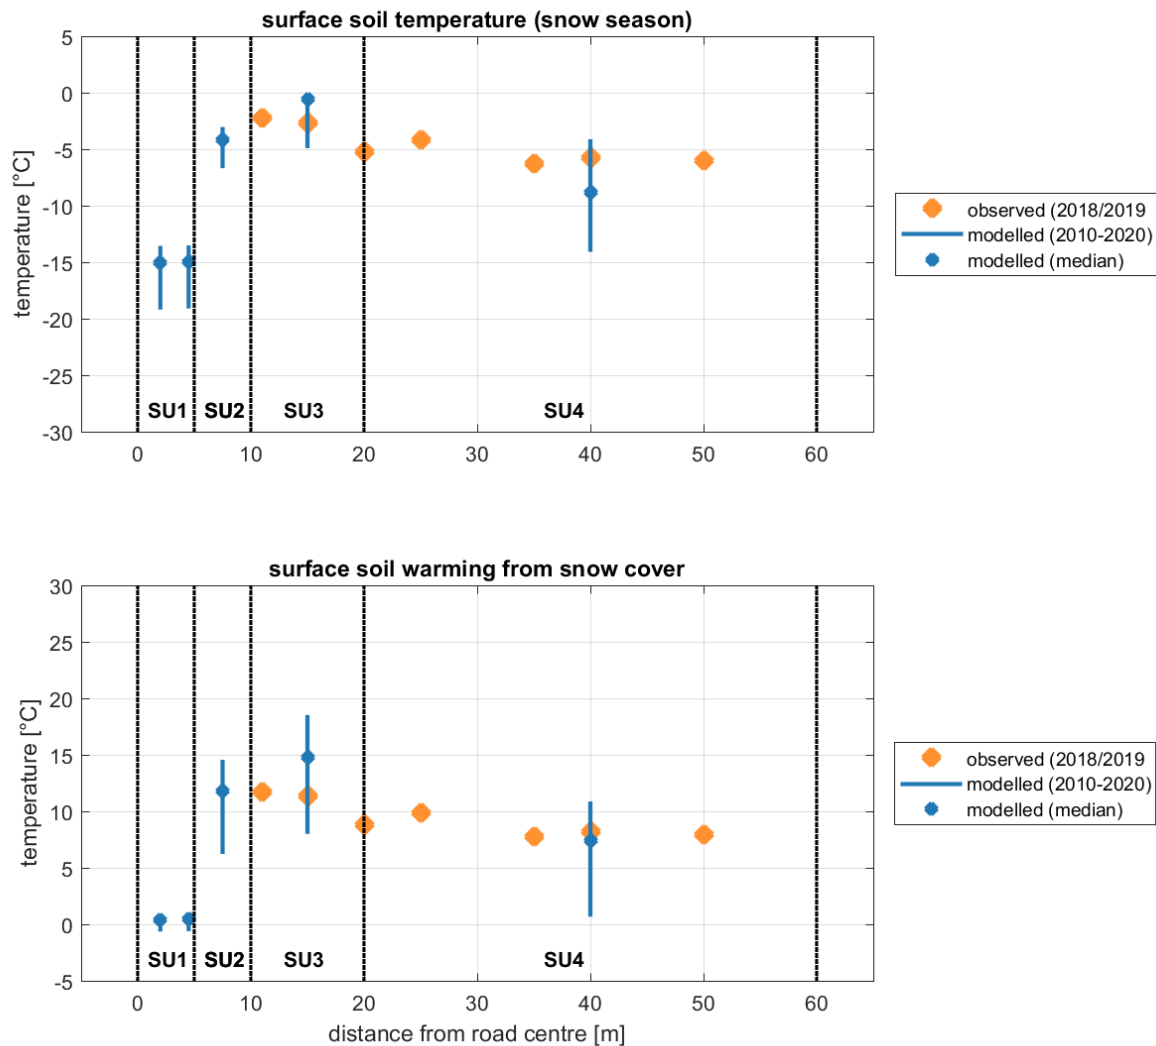 surface soil temperature (snow season)
5
0
-5
-10
-15
-20
-25
-30
temperature [°C]
SU1 SU2 SU3 SU4
0 10 20 30 40 50 60
observed (2018/2019
modelled (2010-2020)
modelled (median)
surface soil warming from snow cover
30
25
20
15
10
5
0
-5
temperature [°C]
SU1 SU2 SU3 SU4
0 10 20 30 40 50 60
distance from road centre [m]
observed (2018/2019
modelled (2010-2020)
modelled (median)